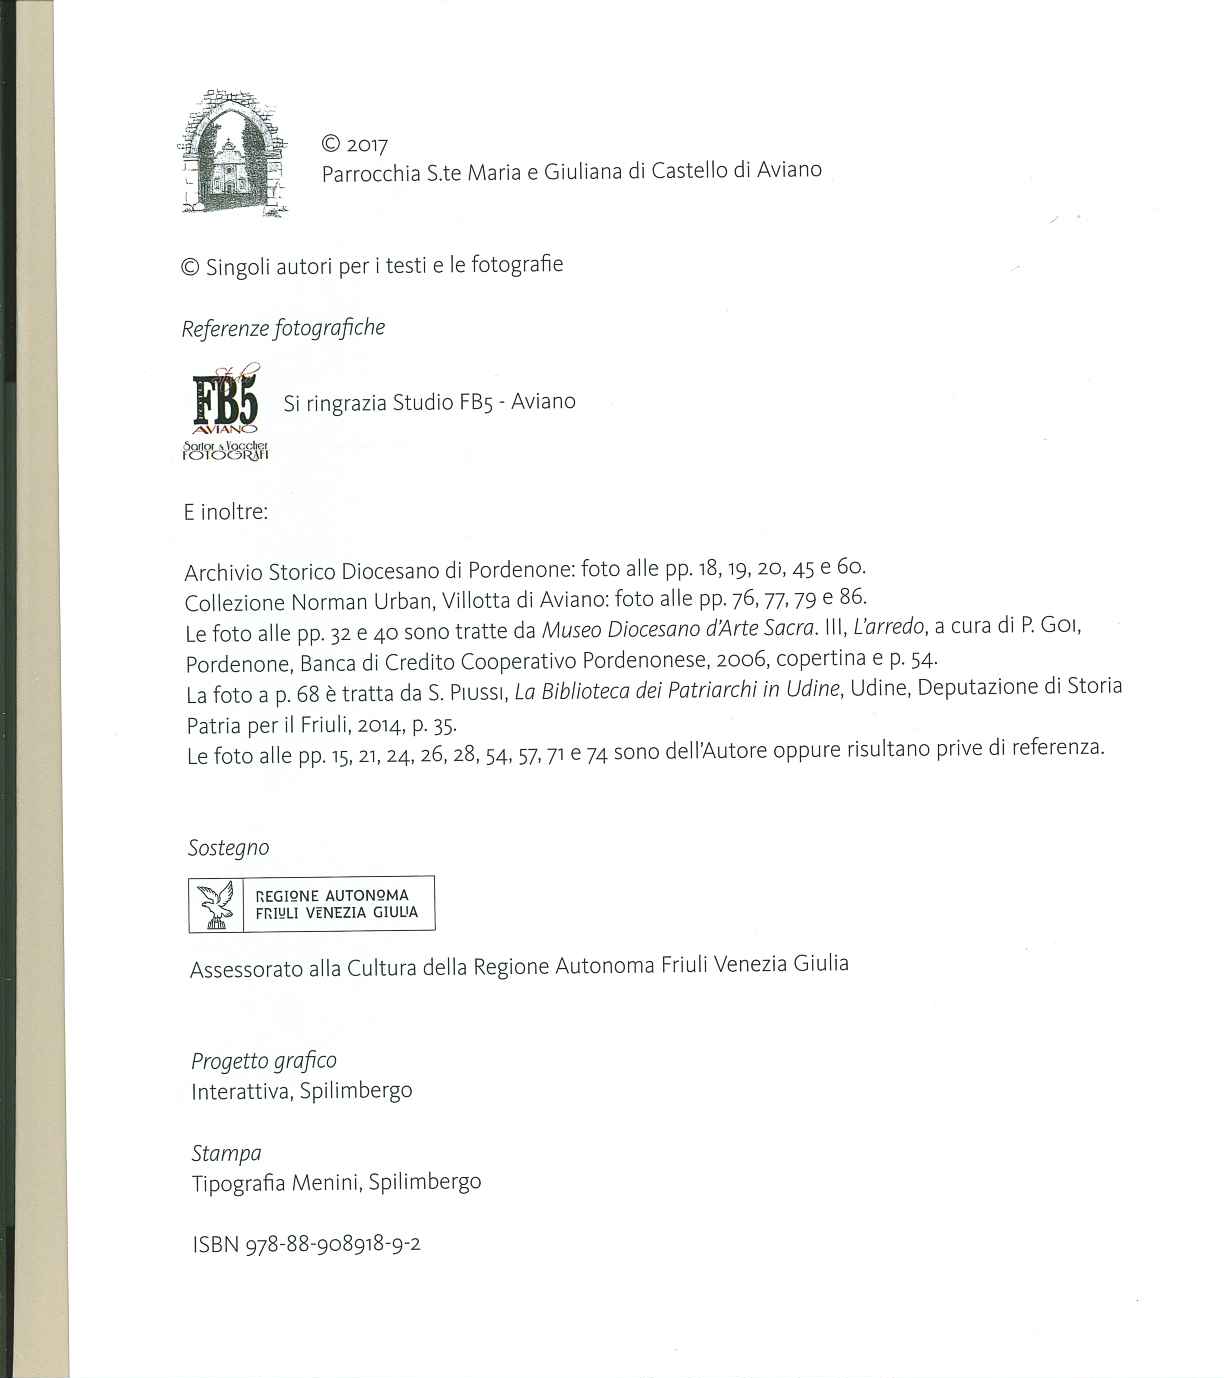 © 2017
Parrocchia S.te Maria e Giuliana di Castello di Aviano
© Singoli autori per i testi e le fotografie
Referenze fotografiche
Style
FB5
AVIANO
Sartor & Vaccher
FOTOGRAFI
Si ringrazia Studio FB5 - Aviano
E inoltre:
Archivio Storico Diocesano di Pordenone: foto alle pp. 18, 19, 20, 45 e 60.
Collezione Norman Urban, Villotta di Aviano: foto alle pp. 76, 77, 79 e 86.
Le foto alle pp. 32 e 40 sono tratte da Museo Diocesano d'Arte Sacra. III, L'arredo, a cura di P. GOI,
Pordenone, Banca di Credito Cooperativo Pordenonese, 2006, copertina e p. 54.
La foto a p. 68 è tratta da S. PIUSSI, La Biblioteca dei Patriarchi in Udine, Udine, Deputazione di Storia
Patria per il Friuli, 2014, p. 35.
Le foto alle pp. 15, 21, 24, 26, 28, 54, 57, 71 e 74 sono dell'Autore oppure risultano prive di referenza.
Sostegno
REGIONE AUTONOMA
FRIULI VENEZIA GIULIA
Assessorato alla Cultura della Regione Autonoma Friuli Venezia Giulia
Progetto grafico
Interattiva, Spilimbergo
Stampa
Tipografia Menini, Spilimbergo
ISBN 978-88-908918-9-2